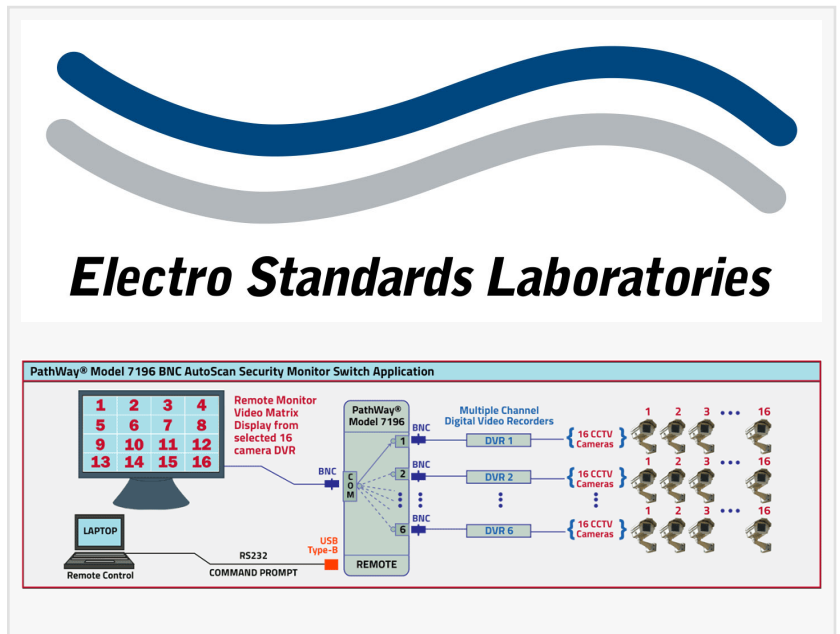 Electro Standards Laboratories
PathWay® Model 7196 BNC AutoScan Security Monitor Switch Application
1 2 3 4
5 6 7 8
9 10 11 12
13 14 15 16
Remote Monitor
Video Matrix
Display from
selected 16
camera DVR
BNC
PathWay®
Model 7196
COM
1
2
6
REMOTE
BNC
BNC
BNC
Multiple Channel
Digital Video Recorders
DVR 1
DVR 2
DVR 6
16 CCTV
Cameras
16 CCTV
Cameras
16 CCTV
Cameras
1 2 3 ••• 16
1 2 3 ••• 16
1 2 3 ••• 16
LAPTOP
Remote Control
RS232
COMMAND PROMPT
USB
Type-B